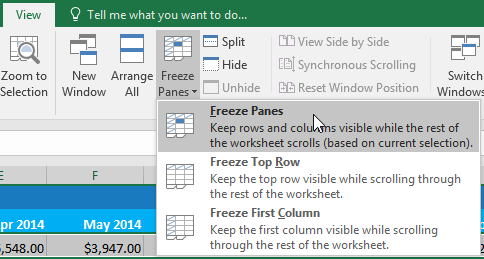 View
Tell me what you want to do...
Zoom to
Selection
New
Window
Arrange
All
Freeze
Panes
Split
Hide
Unhide
View Side by Side
Synchronous Scrolling
Reset Window Position
Switch
Windows
Freeze Panes
Keep rows and columns visible while the rest of
the worksheet scrolls (based on current selection).
Freeze Top Row
Keep the top row visible while scrolling through
the rest of the worksheet.
Freeze First Column
Keep the first column visible while scrolling
through the rest of the worksheet.
E F
pr 2014 May 2014
,548.00 $3,947.00